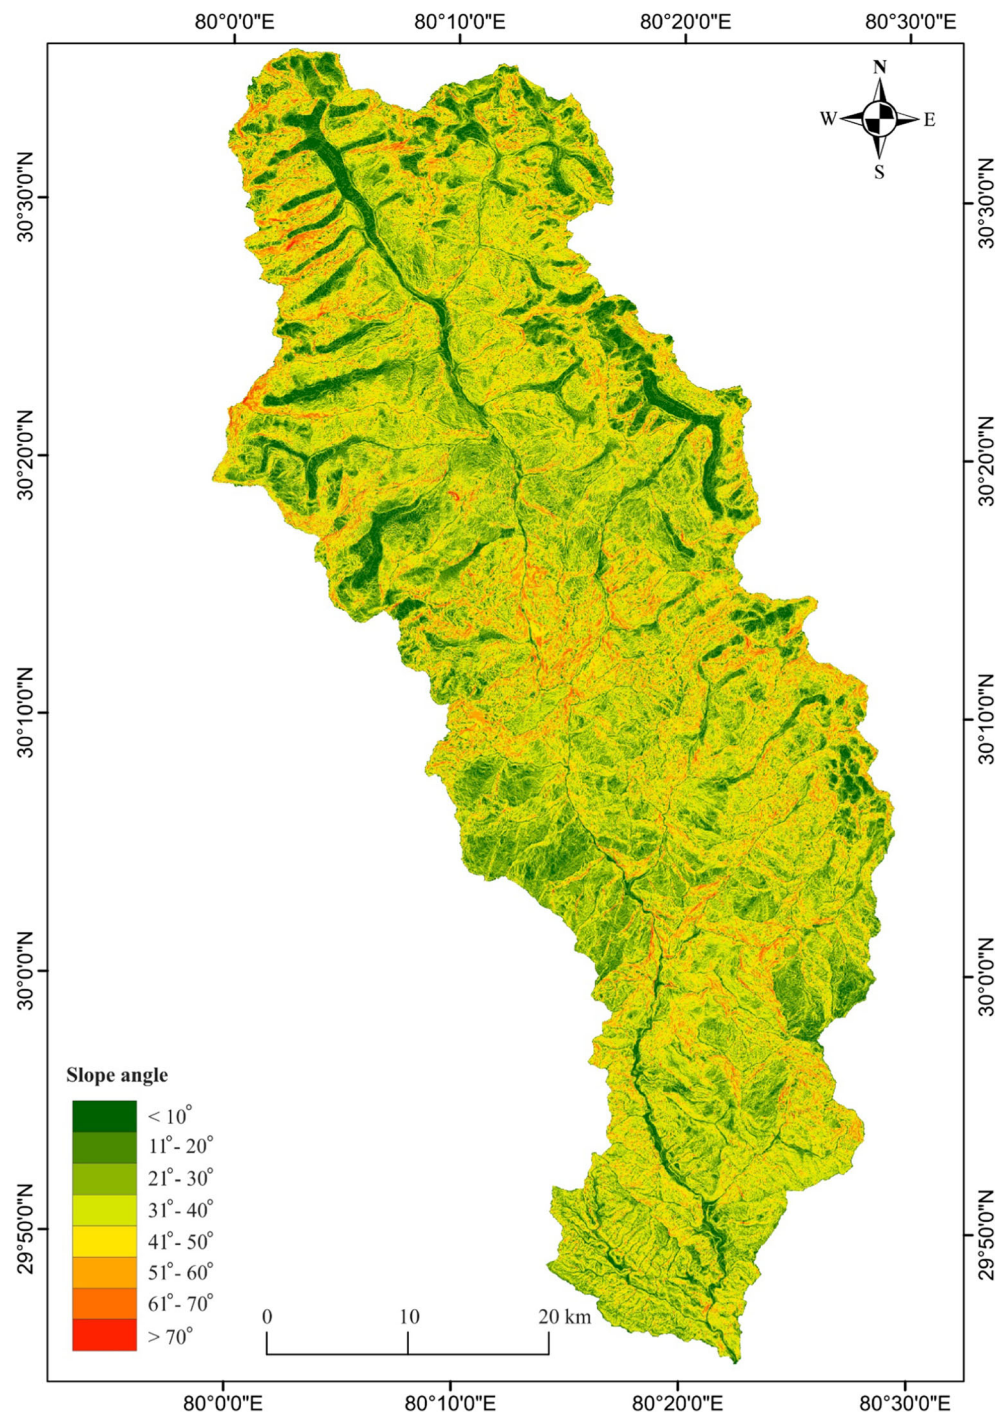 80°0'0"E 80°10'0"E 80°20'0"E 80°30'0"E
N
W E
S
30°30'0"N 30°30'0"N
30°20'0"N 30°20'0"N
30°10'0"N 30°10'0"N
30°0'0"N 30°0'0"N
29°50'0"N 29°50'0"N
Slope angle
< 10°
11°- 20°
21°- 30°
31°- 40°
41°- 50°
51°- 60°
61°- 70°
> 70°
0 10 20 km
80°0'0"E 80°10'0"E 80°20'0"E 80°30'0"E